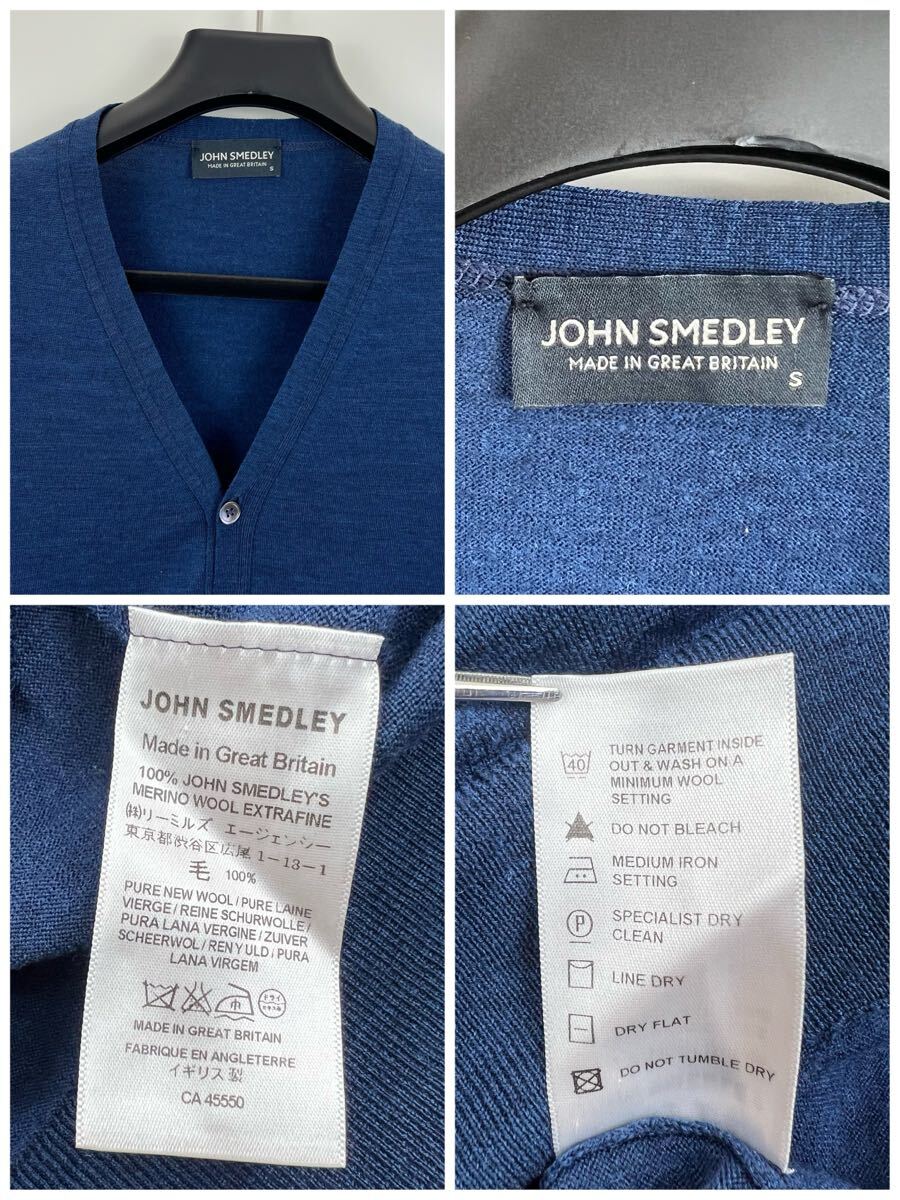 JOHN SMEDLEY
MADE IN GREAT BRITAIN
S
JOHN SMEDLEY
MADE IN GREAT BRITAIN
S
JOHN SMEDLEY
Made in Great Britain
100% JOHN SMEDLEY'S
MERINO WOOL EXTRAFINE
(株)リーミルズ エージェンシー
東京都渋谷区広尾 1-13-1
毛 100%
PURE NEW WOOL / PURE LAINE
VIERGE / REINE SCHURWOLLE /
PURA LANA VERGINE / ZUIVER
SCHEERWOL / REN Y ULD / PURA
LANA VIRGEM
ドライ
MADE IN GREAT BRITAIN
FABRIQUE EN ANGLETERRE
イギリス製
CA 45550
40
TURN GARMENT INSIDE
OUT & WASH ON A
MINIMUM WOOL
SETTING
DO NOT BLEACH
MEDIUM IRON
SETTING
P
SPECIALIST DRY
CLEAN
LINE DRY
DRY FLAT
DO NOT TUMBLE DRY